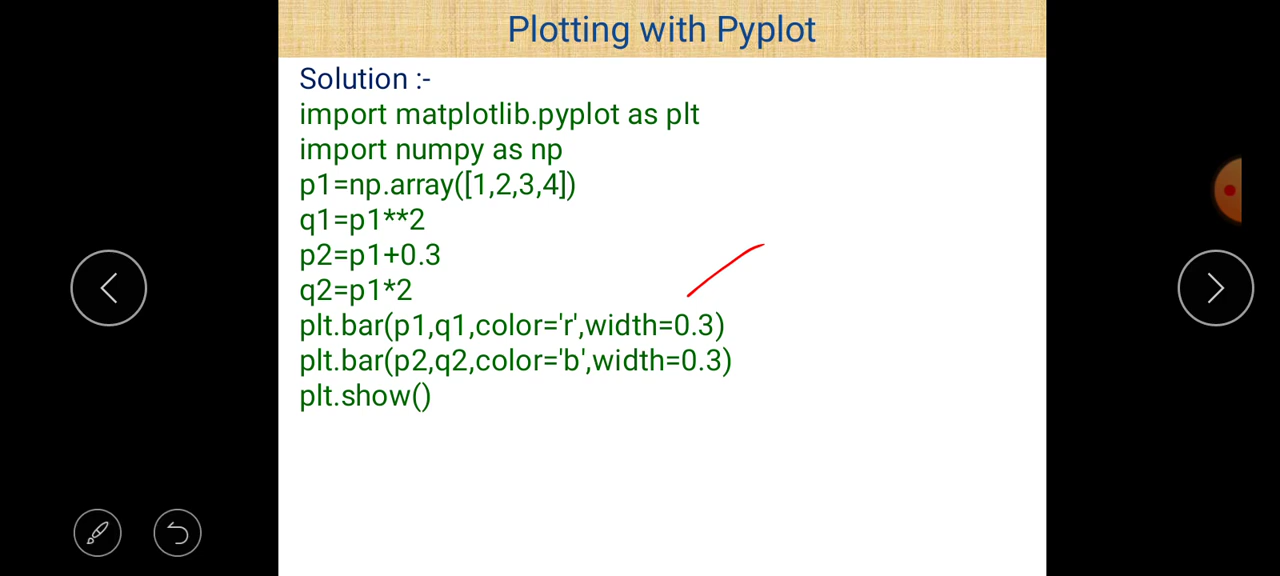 Plotting with Pyplot
Solution :-
import matplotlib.pyplot as plt
import numpy as np
p1=np.array([1,2,3,4])
q1=p1**2
p2=p1+0.3
q2=p1*2
plt.bar(p1,q1,color='r',width=0.3)
plt.bar(p2,q2,color='b',width=0.3)
plt.show()